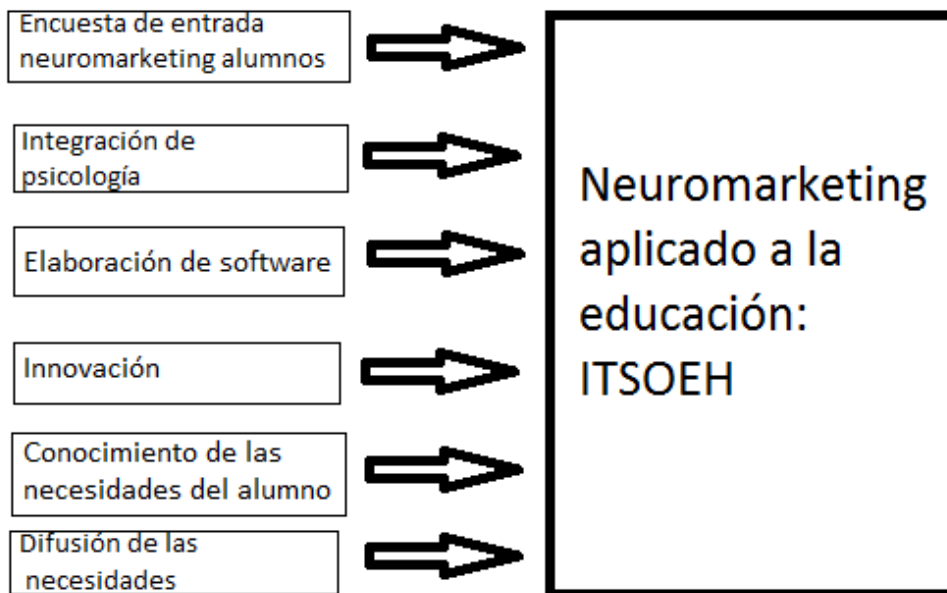 Encuesta de entrada
neuromarketing alumnos
Integración de
psicología
Elaboración de software
Innovación
Conocimiento de las
necesidades del alumno
Difusión de las
necesidades
Neuromarketing
aplicado a la
educación:
ITSOEH